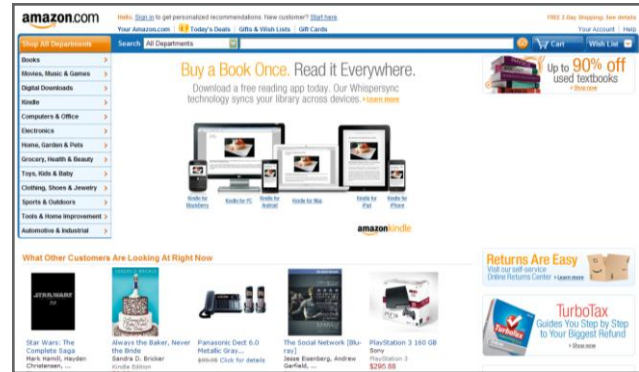 amazon.com
Hello. Sign in to get personalized recommendations. New customer? Start here.
FREE 2-Day Shipping: See details
Your Amazon.com | Today's Deals | Gifts & Wish Lists | Gift Cards
Your Account | Help
Shop All Departments
Search All Departments
Cart
Wish List
Books
Movies, Music & Games
Digital Downloads
Kindle
Computers & Office
Electronics
Home, Garden & Pets
Grocery, Health & Beauty
Toys, Kids & Baby
Clothing, Shoes & Jewelry
Sports & Outdoors
Tools & Home Improvement
Automotive & Industrial
Buy a Book Once. Read it Everywhere.
Download a free reading app today. Our Whispersync
technology syncs your library across devices. Learn more
Kindle for BlackBerry
Kindle for PC
Kindle for Android
Kindle for Mac
Kindle for iPad
Kindle for iPhone
amazonkindle
Up to 90% off
used textbooks
Shop now
What Other Customers Are Looking At Right Now
STAR WARS
Star Wars: The
Complete Saga
Mark Hamill, Hayden
Christensen, ...
Always the Baker, Never
the Bride
Sandra D. Bricker
Kindle Edition
Panasonic Dect 6.0
Metallic Gray...
Click for details
The Social Network [Blu-
ray]
Jesse Eisenberg, Andrew
Garfield, ...
PlayStation 3 160 GB
Sony
PlayStation 3
$295.88
Returns Are Easy
Visit our self-service
Online Returns Center Learn more
TurboTax
TurboTax
Guides You Step by Step
to Your Biggest Refund
Shop now